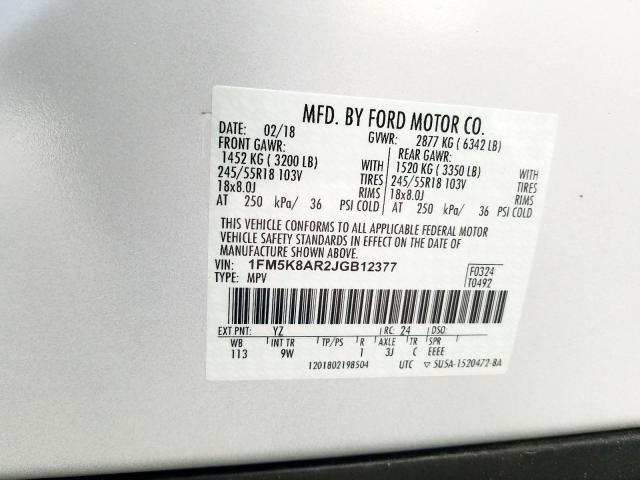 MFD. BY FORD MOTOR CO.
DATE: 02/18 GVWR: 2877 KG ( 6342 LB)
FRONT GAWR: REAR GAWR:
1452 KG ( 3200 LB) WITH 1520 KG ( 3350 LB) WITH
245/55R18 103V TIRES 245/55R18 103V TIRES
18x8.0J RIMS 18x8.0J RIMS
AT 250 kPa/ 36 PSI COLD AT 250 kPa/ 36 PSI COLD
THIS VEHICLE CONFORMS TO ALL APPLICABLE FEDERAL MOTOR
VEHICLE SAFETY STANDARDS IN EFFECT ON THE DATE OF
MANUFACTURE SHOWN ABOVE.
VIN: 1FM5K8AR2JGB12377 F0324
TYPE: MPV T0492
EXT PNT: YZ RC: 24 DSO:
WB INT TR TP/PS R AXLE TR SPR
113 9W 1 3J C EEEE
1201802198504 UTC ▽ 5U5A-1520472-BA